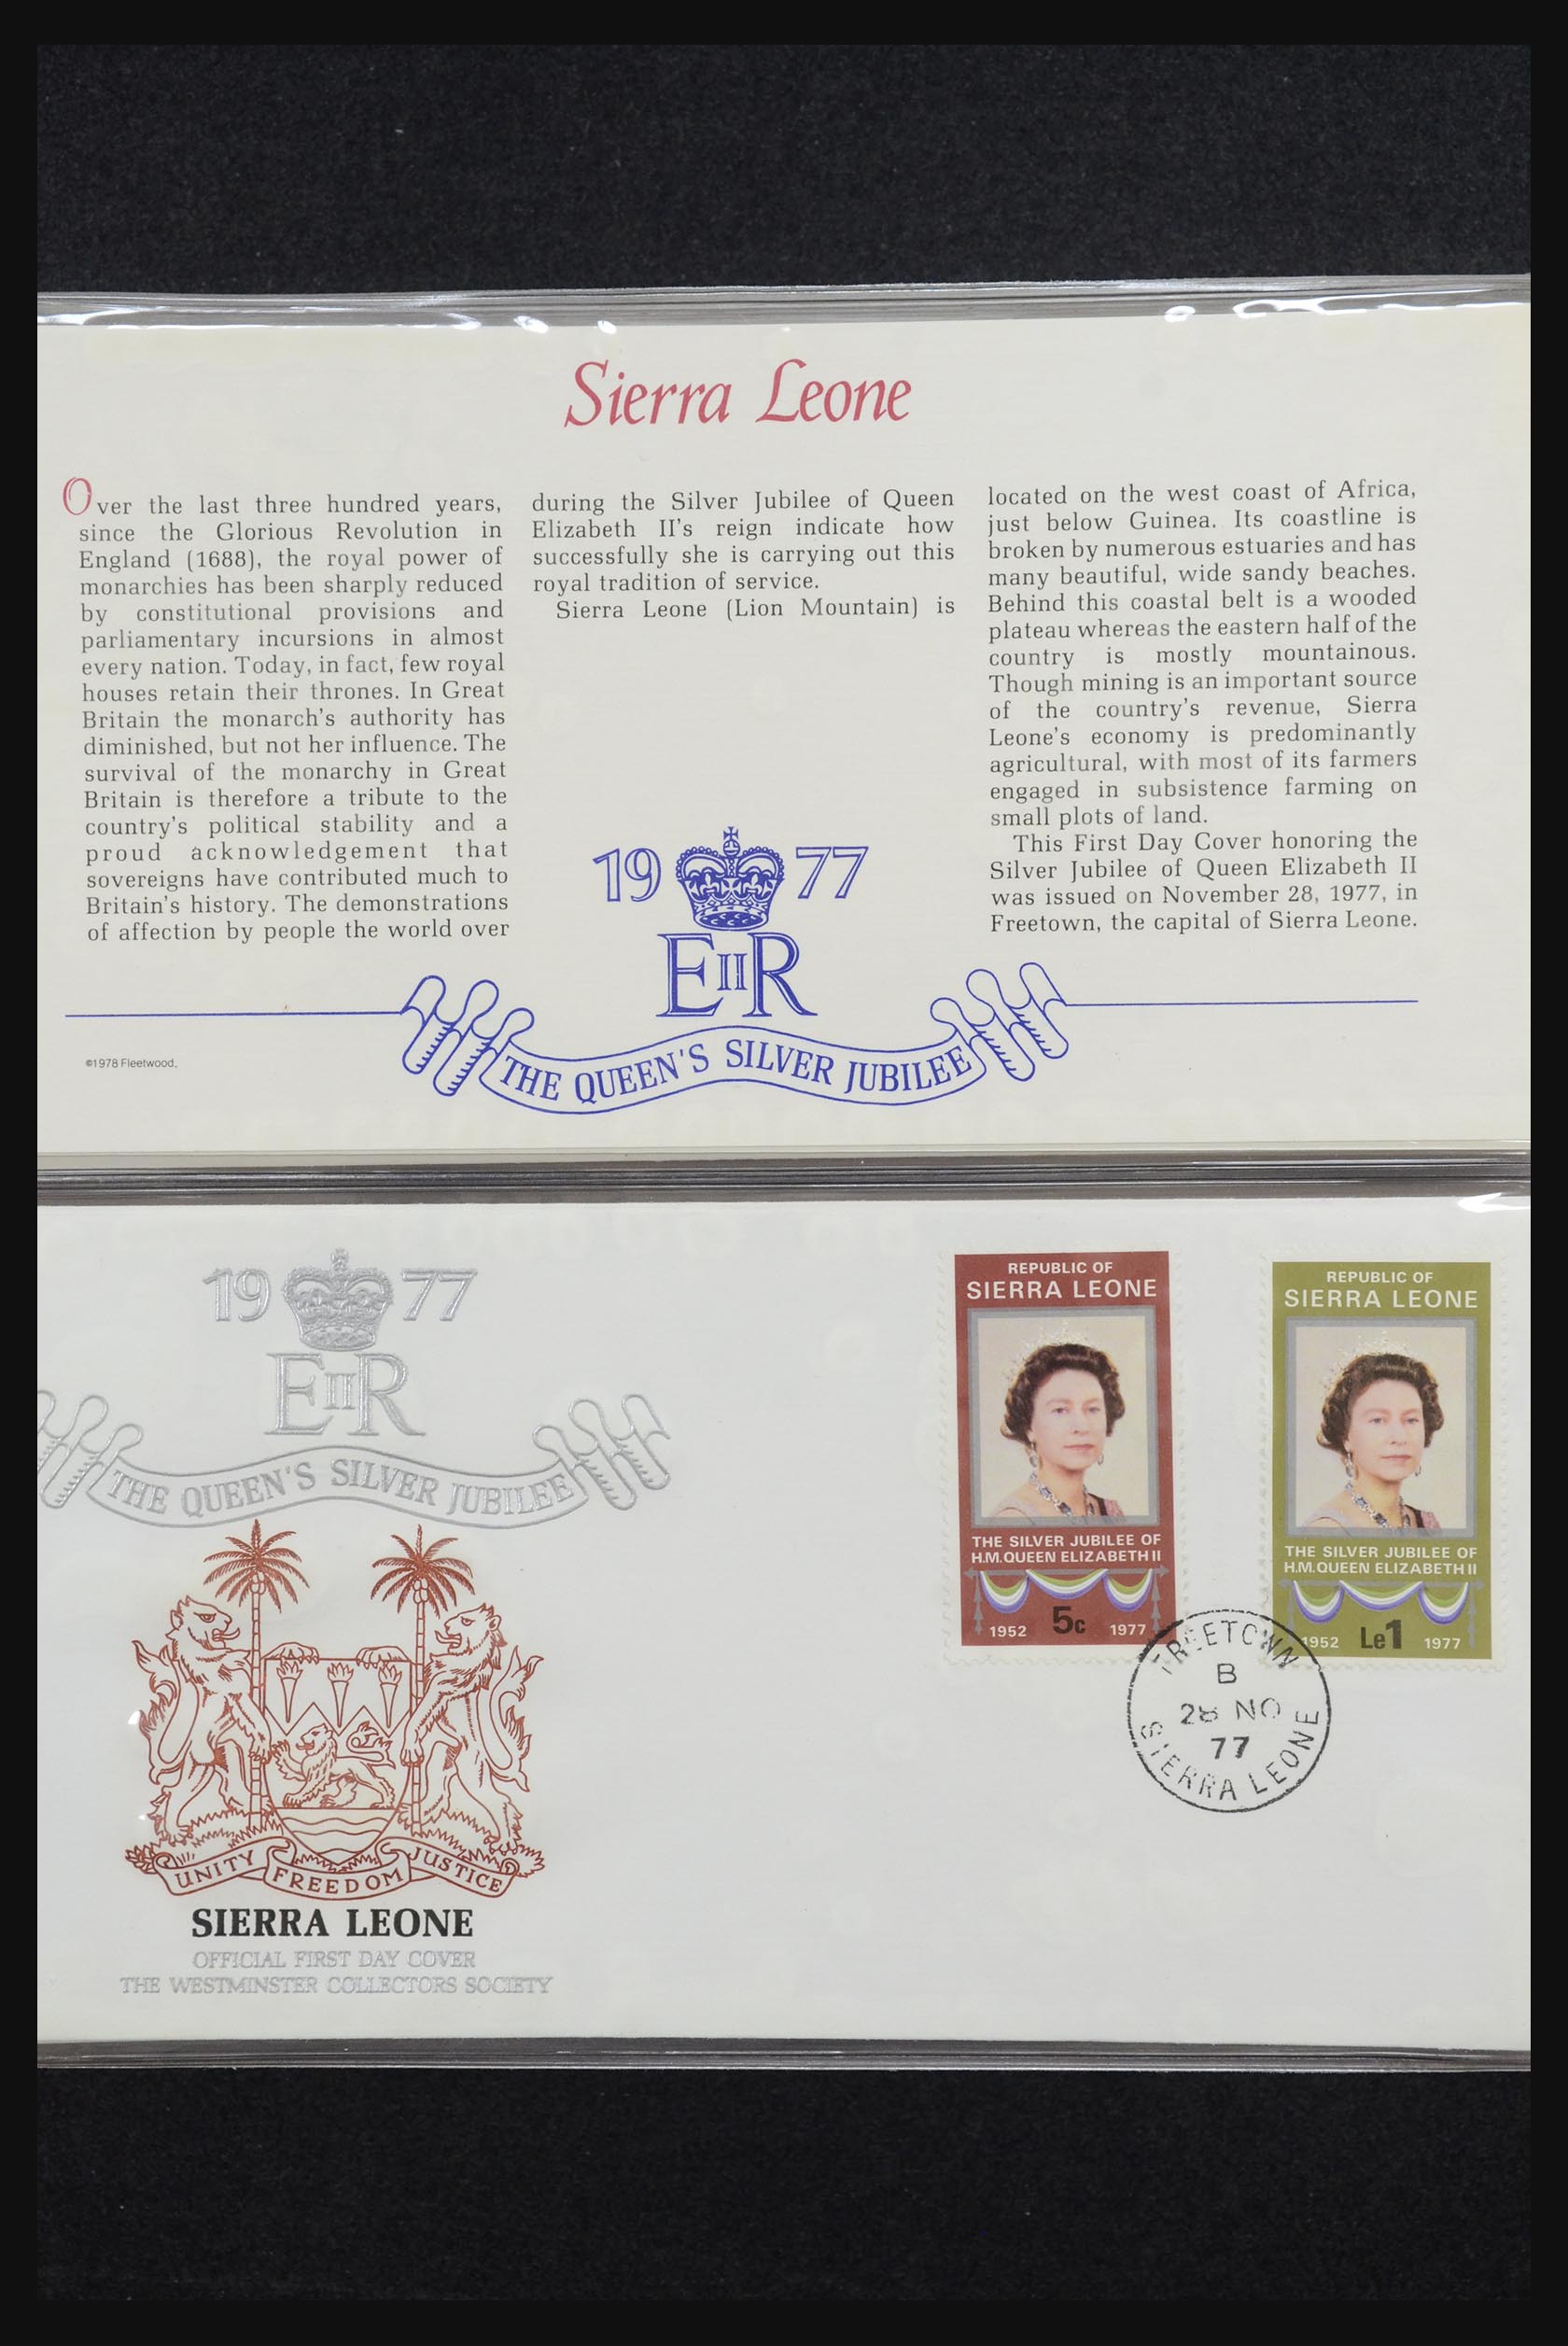 Sierra Leone
Over the last three hundred years,
since the Glorious Revolution in
England (1688), the royal power of
monarchies has been sharply reduced
by constitutional provisions and
parliamentary incursions in almost
every nation. Today, in fact, few royal
houses retain their thrones. In Great
Britain the monarch's authority has
diminished, but not her influence. The
survival of the monarchy in Great
Britain is therefore a tribute to the
country's political stability and a
proud acknowledgement that
sovereigns have contributed much to
Britain's history. The demonstrations
of affection by people the world over
during the Silver Jubilee of Queen
Elizabeth II's reign indicate how
successfully she is carrying out this
royal tradition of service.
Sierra Leone (Lion Mountain) is
located on the west coast of Africa,
just below Guinea. Its coastline is
broken by numerous estuaries and has
many beautiful, wide sandy beaches.
Behind this coastal belt is a wooded
plateau whereas the eastern half of the
country is mostly mountainous.
Though mining is an important source
of the country's revenue, Sierra
Leone's economy is predominantly
agricultural, with most of its farmers
engaged in subsistence farming on
small plots of land.
This First Day Cover honoring the
Silver Jubilee of Queen Elizabeth II
was issued on November 28, 1977, in
Freetown, the capital of Sierra Leone.
1977
EIIR
THE QUEEN'S SILVER JUBILEE
©1978 Fleetwood.
1977
EIIR
THE QUEEN'S SILVER JUBILEE
UNITY FREEDOM JUSTICE
SIERRA LEONE
OFFICIAL FIRST DAY COVER
THE WESTMINSTER COLLECTORS SOCIETY
REPUBLIC OF
SIERRA LEONE
THE SILVER JUBILEE OF
H.M. QUEEN ELIZABETH II
1952 5c 1977
REPUBLIC OF
SIERRA LEONE
THE SILVER JUBILEE OF
H.M. QUEEN ELIZABETH II
1952 Le1 1977
FREETOWN
B
28 NO
77
SIERRA LEONE